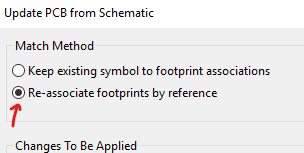 Update PCB from Schematic
Match Method
Keep existing symbol to footprint associations
Re-associate footprints by reference
Changes To Be Applied